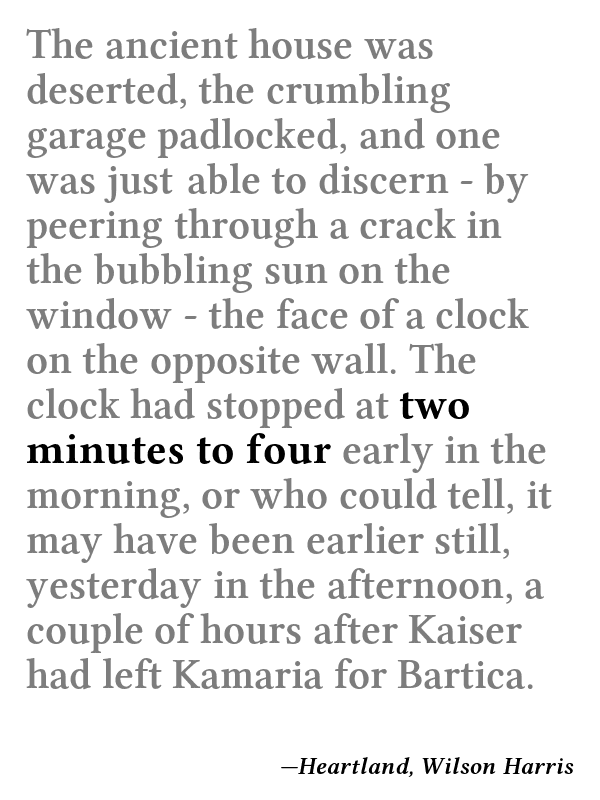 The ancient house was
deserted, the crumbling
garage padlocked, and one
was just able to discern - by
peering through a crack in
the bubbling sun on the
window - the face of a clock
on the opposite wall. The
clock had stopped at two
minutes to four early in the
morning, or who could tell, it
may have been earlier still,
yesterday in the afternoon, a
couple of hours after Kaiser
had left Kamaria for Bartica.
—Heartland, Wilson Harris